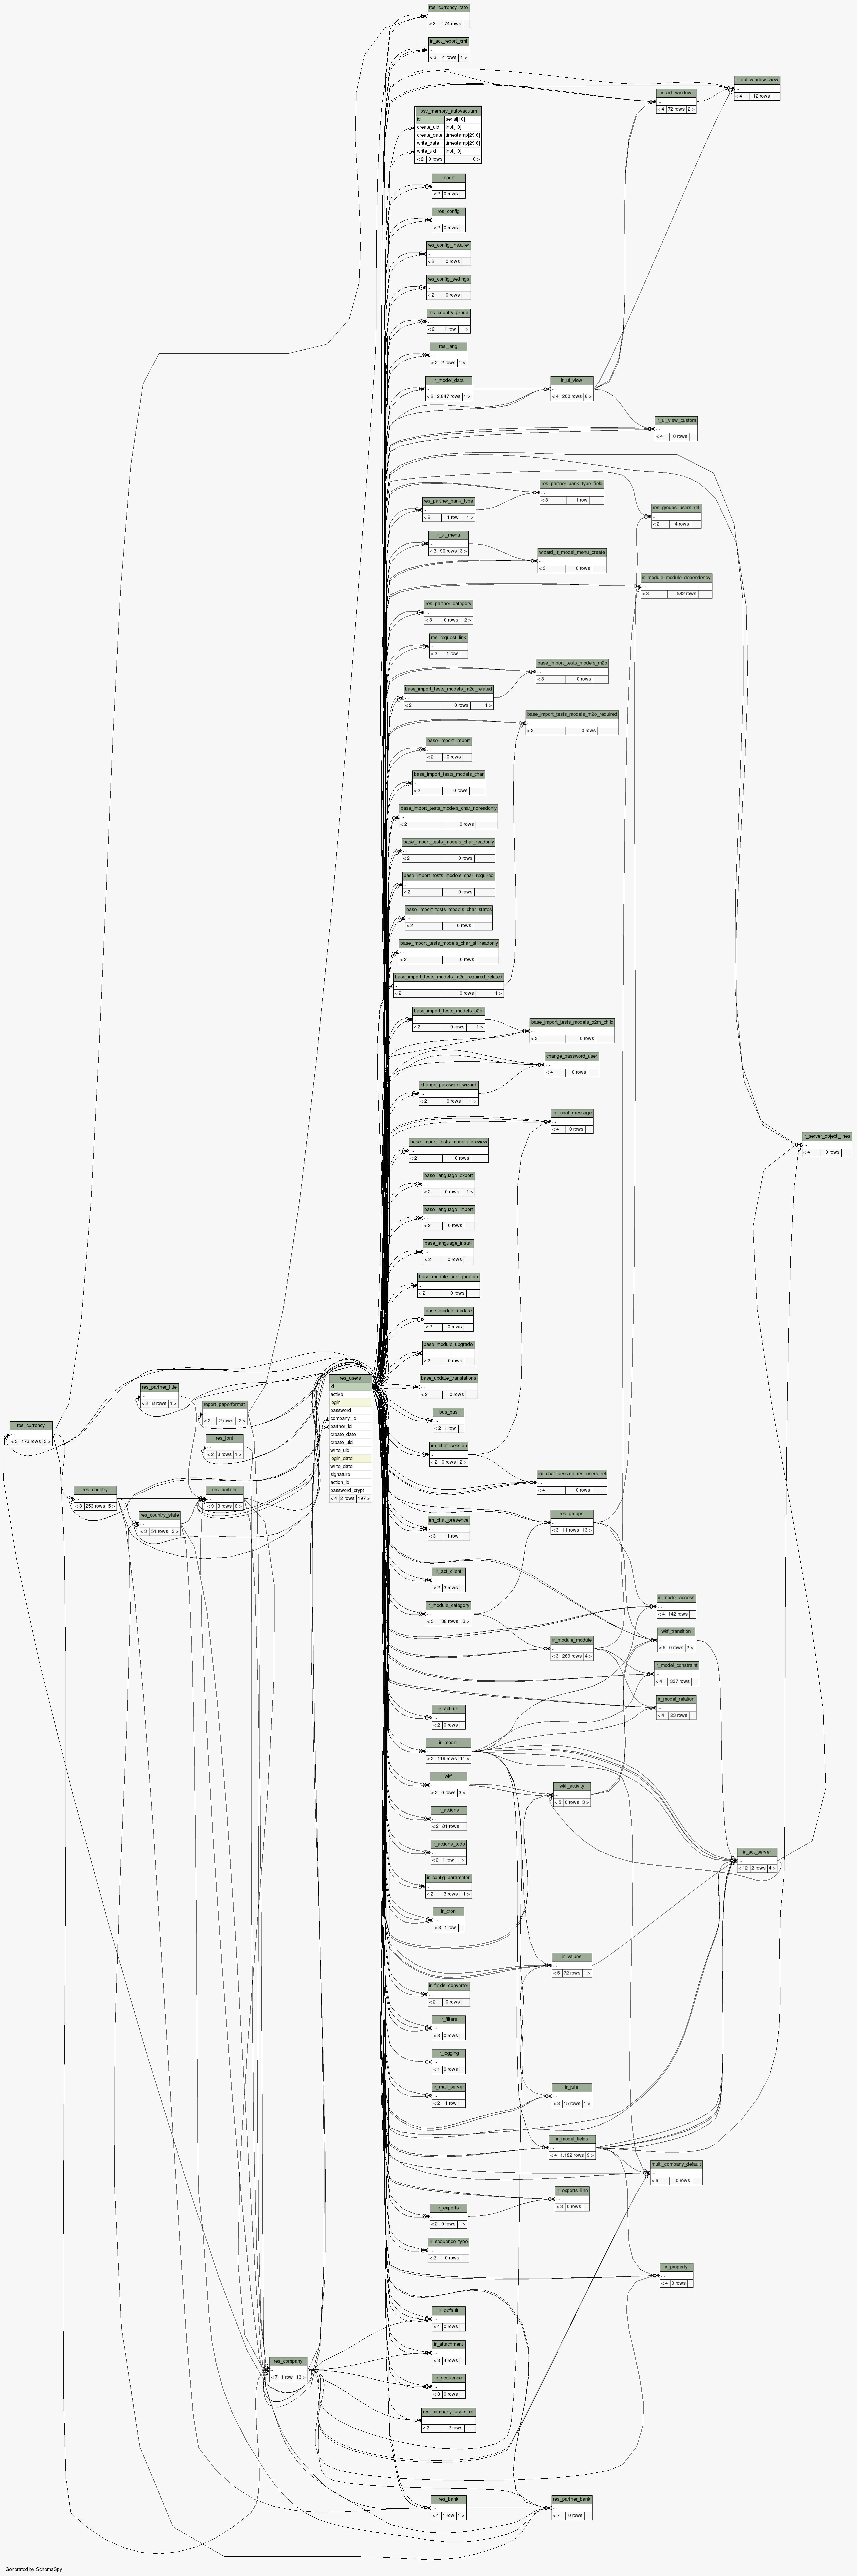 res_currency_rate
...
< 3 174 rows
ir_act_report_xml
...
< 3 4 rows 1 >
ir_act_window_view
...
< 4 12 rows
ir_act_window
...
< 4 72 rows 2 >
osv_memory_autovacuum
id serial[10]
create_uid int4[10]
create_date timestamp[29,6]
write_date timestamp[29,6]
write_uid int4[10]
< 2 0 rows 0 >
report
...
< 2 0 rows
res_config
...
< 2 0 rows
res_config_installer
...
< 2 0 rows
res_config_settings
...
< 2 0 rows
res_country_group
...
< 2 1 row 1 >
res_lang
...
< 2 2 rows 1 >
ir_model_data
...
< 2 2.847 rows 1 >
ir_ui_view
...
< 4 200 rows 6 >
ir_ui_view_custom
...
< 4 0 rows
res_partner_bank_type_field
...
< 3 1 row
res_partner_bank_type
...
< 2 1 row 1 >
res_groups_users_rel
...
< 2 4 rows
ir_ui_menu
...
< 3 90 rows 3 >
wizard_ir_model_menu_create
...
< 3 0 rows
ir_module_module_dependency
...
< 3 582 rows
res_partner_category
...
< 3 0 rows 2 >
res_request_link
...
< 2 1 row
base_import_tests_models_m2o
...
< 3 0 rows
base_import_tests_models_m2o_related
...
< 2 0 rows 1 >
base_import_tests_models_m2o_required
...
< 3 0 rows
base_import_import
...
< 2 0 rows
base_import_tests_models_char
...
< 2 0 rows
base_import_tests_models_char_noreadonly
...
< 2 0 rows
base_import_tests_models_char_readonly
...
< 2 0 rows
base_import_tests_models_char_required
...
< 2 0 rows
base_import_tests_models_char_states
...
< 2 0 rows
base_import_tests_models_char_stillreadonly
...
< 2 0 rows
base_import_tests_models_m2o_required_related
...
< 2 0 rows 1 >
base_import_tests_models_o2m
...
< 2 0 rows 1 >
base_import_tests_models_o2m_child
...
< 3 0 rows
change_password_user
...
< 4 0 rows
change_password_wizard
...
< 2 0 rows 1 >
im_chat_message
...
< 4 0 rows
ir_server_object_lines
...
< 4 0 rows
base_import_tests_models_preview
...
< 2 0 rows
base_language_export
...
< 2 0 rows 1 >
base_language_import
...
< 2 0 rows
base_language_install
...
< 2 0 rows
base_module_configuration
...
< 2 0 rows
base_module_update
...
< 2 0 rows
base_module_upgrade
...
< 2 0 rows
base_update_translations
...
< 2 0 rows
res_users
id
active
login
password
company_id
partner_id
create_date
create_uid
write_uid
login_date
write_date
signature
action_id
password_crypt
< 4 2 rows 197 >
res_partner_title
...
< 2 8 rows 1 >
report_paperformat
...
< 2 2 rows 2 >
res_currency
...
< 3 173 rows 3 >
res_font
...
< 2 3 rows 1 >
res_country
...
< 3 253 rows 5 >
res_partner
...
< 9 3 rows 6 >
res_country_state
...
< 3 51 rows 3 >
bus_bus
...
< 2 1 row
im_chat_session
...
< 2 0 rows 2 >
im_chat_session_res_users_rel
...
< 4 0 rows
im_chat_presence
...
< 3 1 row
res_groups
...
< 3 11 rows 13 >
ir_act_client
...
< 2 3 rows
ir_module_category
...
< 3 38 rows 3 >
ir_model_access
...
< 4 142 rows
wkf_transition
...
< 5 0 rows 2 >
ir_module_module
...
< 3 269 rows 4 >
ir_model_constraint
...
< 4 337 rows
ir_model_relation
...
< 4 23 rows
ir_act_url
...
< 2 0 rows
ir_model
...
< 2 119 rows 11 >
wkf
...
< 2 0 rows 3 >
wkf_activity
...
< 5 0 rows 3 >
ir_actions
...
< 2 81 rows
ir_actions_todo
...
< 2 1 row 1 >
ir_act_server
...
< 12 2 rows 4 >
ir_config_parameter
...
< 2 3 rows 1 >
ir_cron
...
< 3 1 row
ir_values
...
< 5 72 rows 1 >
ir_fields_converter
...
< 2 0 rows
ir_filters
...
< 3 0 rows
ir_logging
...
< 1 0 rows
ir_mail_server
...
< 2 1 row
ir_rule
...
< 3 15 rows 1 >
ir_model_fields
...
< 4 1.182 rows 9 >
multi_company_default
...
< 6 0 rows
ir_exports_line
...
< 3 0 rows
ir_exports
...
< 2 0 rows 1 >
ir_sequence_type
...
< 2 0 rows
ir_property
...
< 4 0 rows
ir_default
...
< 4 0 rows
ir_attachment
...
< 3 4 rows
res_company
...
< 7 1 row 13 >
ir_sequence
...
< 3 0 rows
res_company_users_rel
...
< 2 2 rows
res_bank
...
< 4 1 row 1 >
res_partner_bank
...
< 7 0 rows
Generated by SchemaSpy